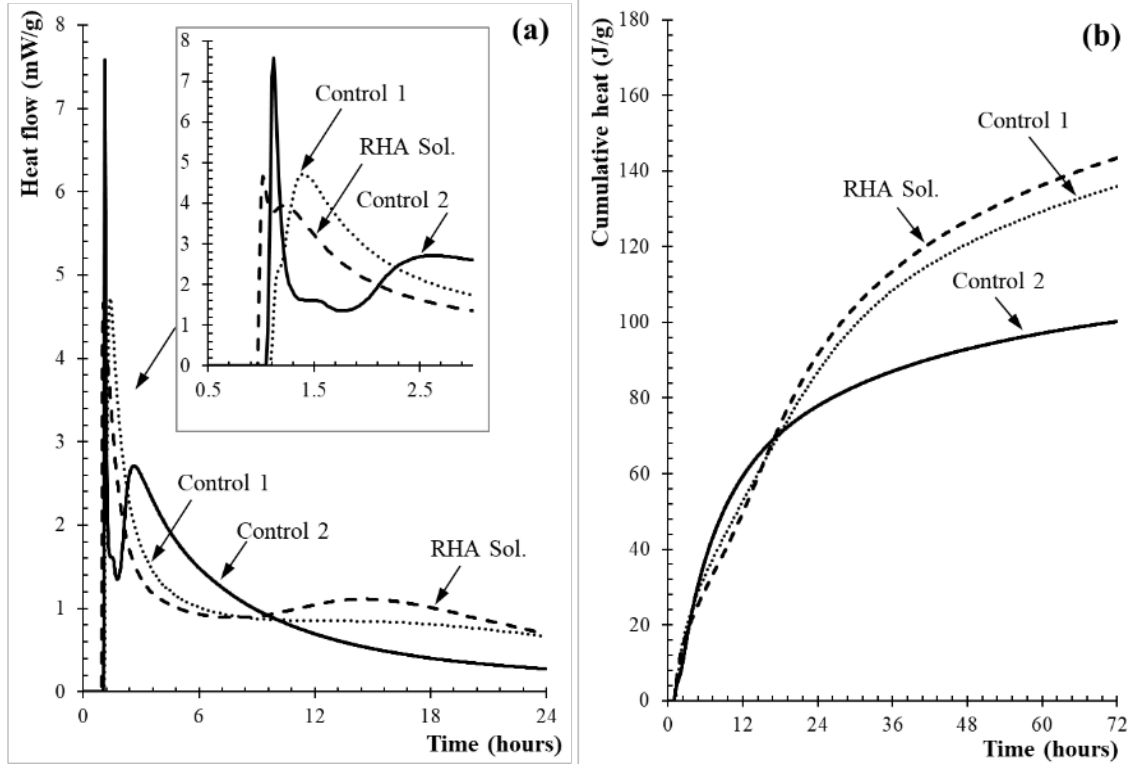 (a)
Heat flow (mW/g)
8
7
6
5
4
3
2
1
0
0
6
12
18
24
Time (hours)
8
7
6
5
4
3
2
1
0
0.5
1.5
2.5
Control 1
RHA Sol.
Control 2
Control 1
Control 2
RHA Sol.
(b)
Cumulative heat (J/g)
180
160
140
120
100
80
60
40
20
0
0
12
24
36
48
60
72
Time (hours)
Control 1
RHA Sol.
Control 2